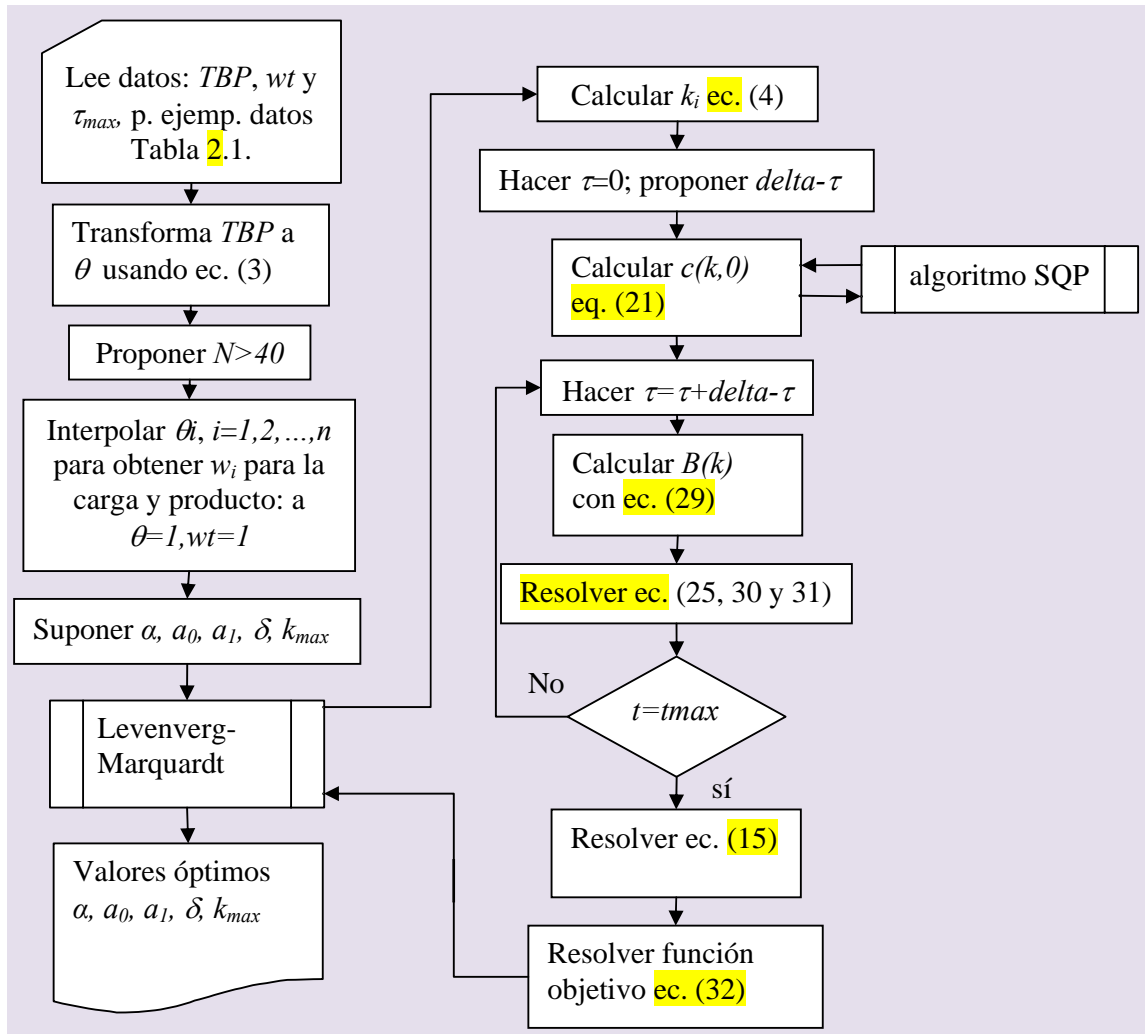 Lee datos: TBP, wt y
τmax, p. ejemp. datos
Tabla 2.1.
Transforma TBP a
θ usando ec. (3)
Proponer N>40
Interpolar θi, i=1,2,...,n
para obtener wi para la
carga y producto: a
θ=1,wt=1
Suponer α, a0, a1, δ, kmax
Levenverg-
Marquardt
Valores óptimos
α, a0, a1, δ, kmax
Calcular ki ec. (4)
Hacer τ=0; proponer delta-τ
Calcular c(k,0)
eq. (21)
algoritmo SQP
Hacer τ=τ+delta-τ
Calcular B(k)
con ec. (29)
Resolver ec. (25, 30 y 31)
No
t=tmax
sí
Resolver ec. (15)
Resolver función
objetivo ec. (32)